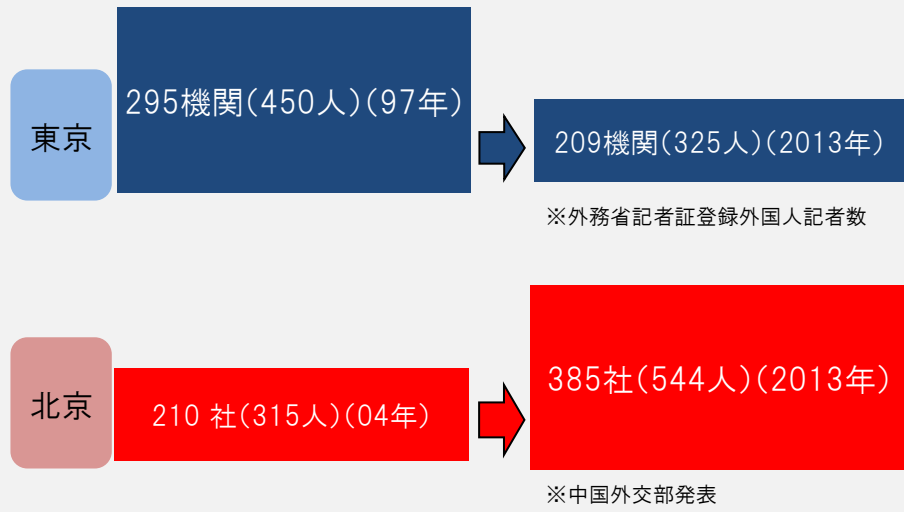 東京
295機関(450人)(97年)
209機関(325人)(2013年)
※外務省記者証登録外国人記者数
北京
210 社(315人)(04年)
385社(544人)(2013年)
※中国外交部発表